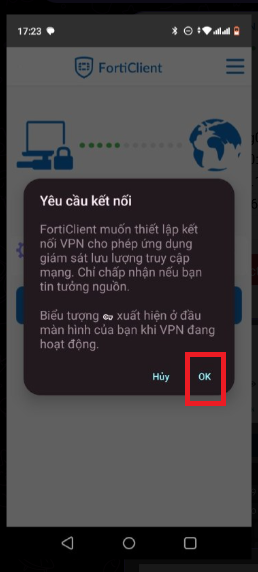 17:23
FortiClient
Yêu cầu kết nối
FortiClient muốn thiết lập kết
nối VPN cho phép ứng dụng
giám sát lưu lượng truy cập
mạng. Chỉ chấp nhận nếu bạn
tin tưởng nguồn.
Biểu tượng xuất hiện ở đầu
màn hình của bạn khi VPN đang
hoạt động.
Hủy OK